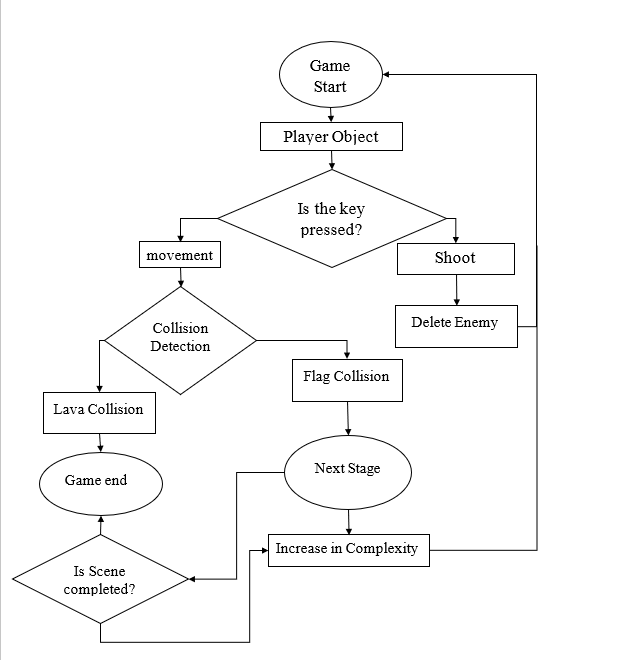 Game
Start
Player Object
Is the key
pressed?
movement
Shoot
Collision
Detection
Delete Enemy
Flag Collision
Lava Collision
Next Stage
Game end
Increase in Complexity
Is Scene
completed?